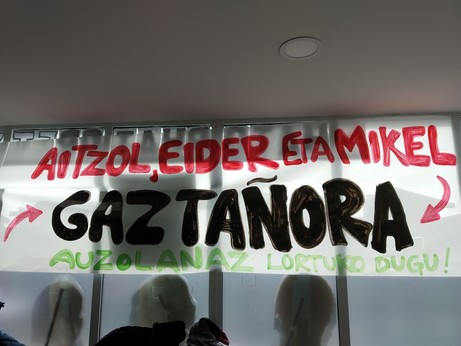 AITZOL, EIDER ETA MIKEL
GAZTAÑORA
AUZOLANAZ LORTUKO DUGU!